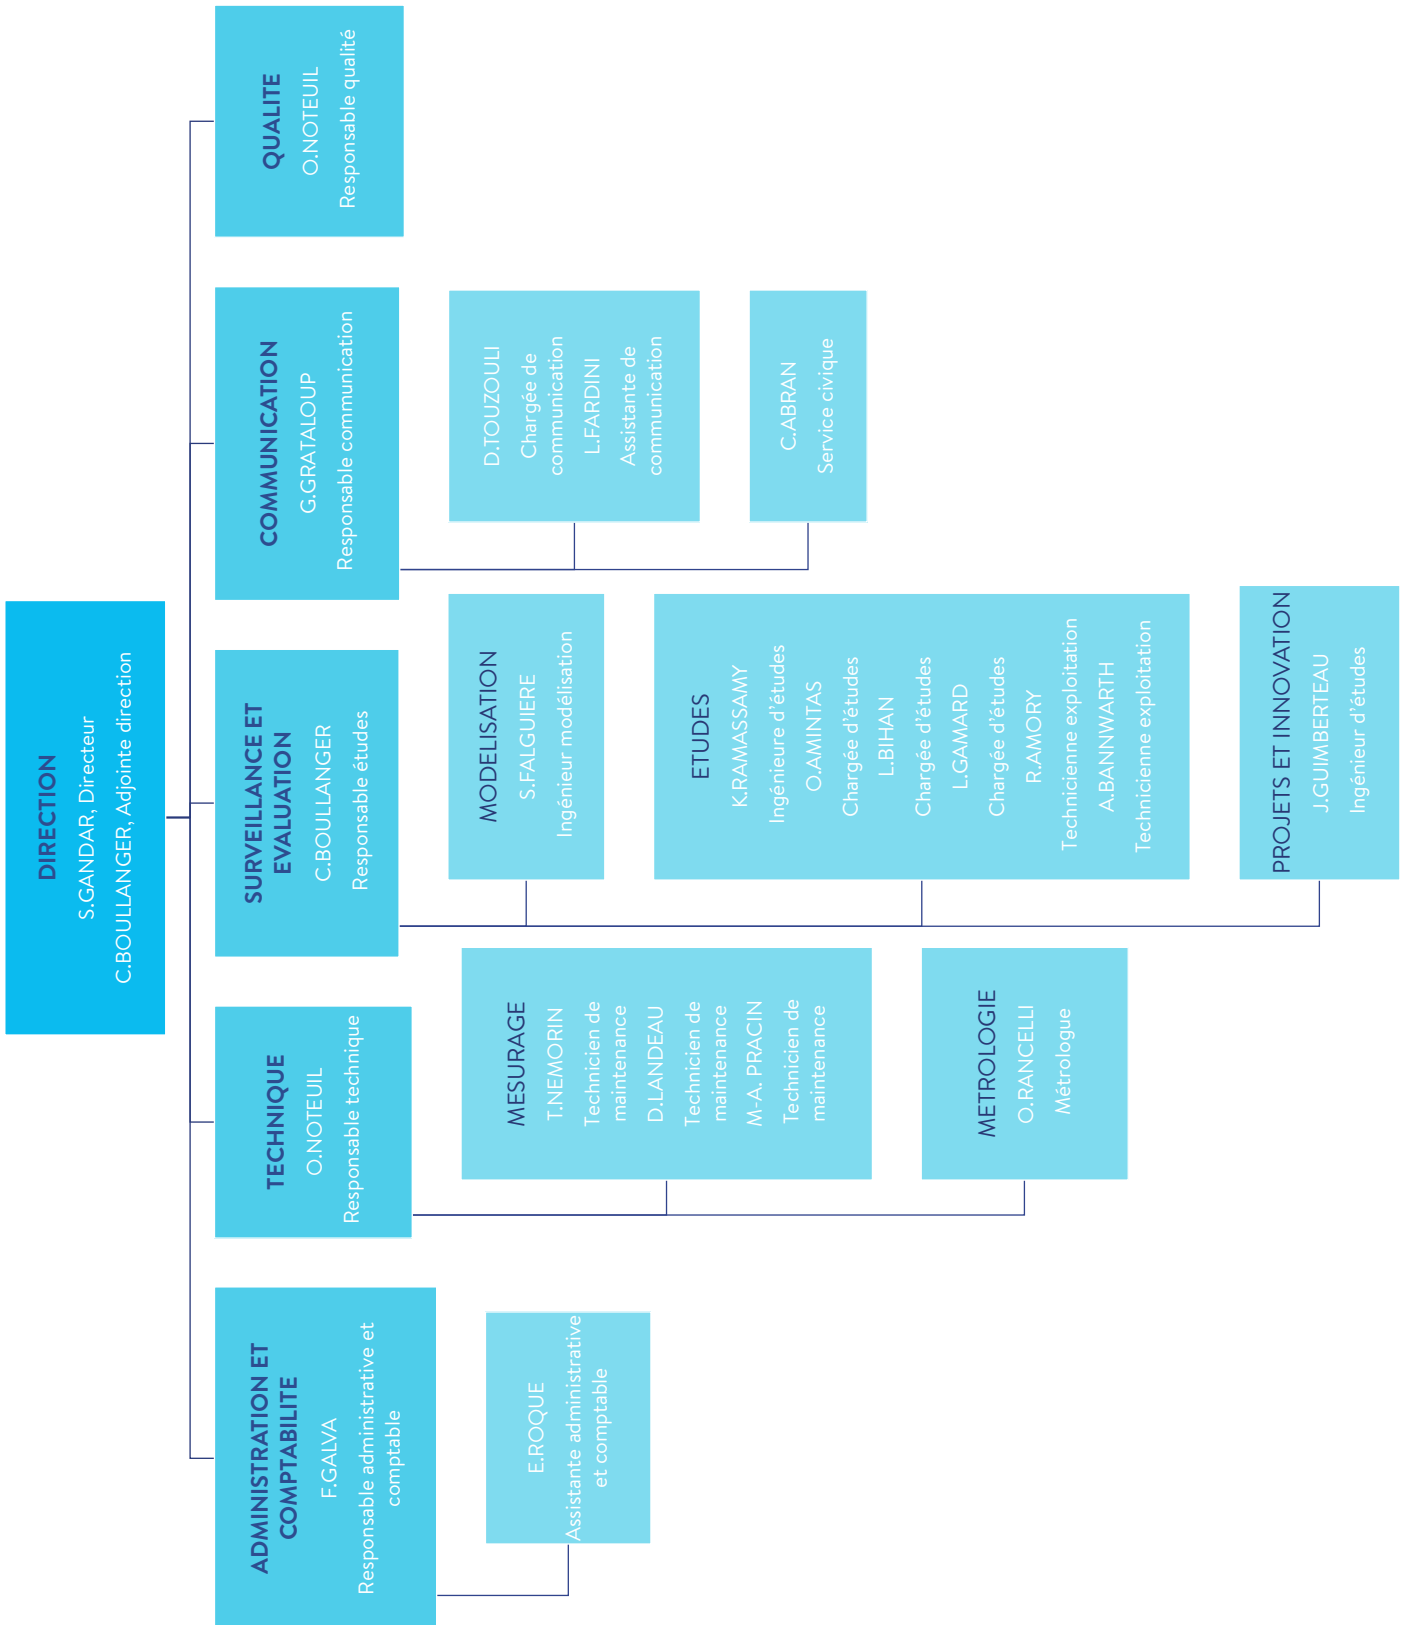 DIRECTION
S.GANDAR, Directeur
C.BOULLANGER, Adjointe direction
ADMINISTRATION ET
COMPTABILITE
F.GALVA
Responsable administrative et
comptable
E.ROQUE
Assistante administrative
et comptable
TECHNIQUE
O.NOTEUIL
Responsable technique
MESURAGE
T.NEMORIN
Technicien de
maintenance
D.LANDEAU
Technicien de
maintenance
M-A. PRACIN
Technicien de
maintenance
METROLOGIE
O.RANCELLI
Métrologue
SURVEILLANCE ET
EVALUATION
C.BOULLANGER
Responsable études
MODELISATION
S.FALGUIERE
Ingénieur modélisation
ETUDES
K.RAMASSAMY
Ingénieure d'études
O.AMINTAS
Chargée d'études
L.BIHAN
Chargée d'études
L.GAMARD
Chargée d'études
R.AMORY
Technicienne exploitation
A.BANNWARTH
Technicienne exploitation
PROJETS ET INNOVATION
J.GUIMBERTEAU
Ingénieur d'études
COMMUNICATION
G.GRATALOUP
Responsable communication
D.TOUZOULI
Chargée de
communication
L.FARDINI
Assistante de
communication
C.ABRAN
Service civique
QUALITE
O.NOTEUIL
Responsable qualité